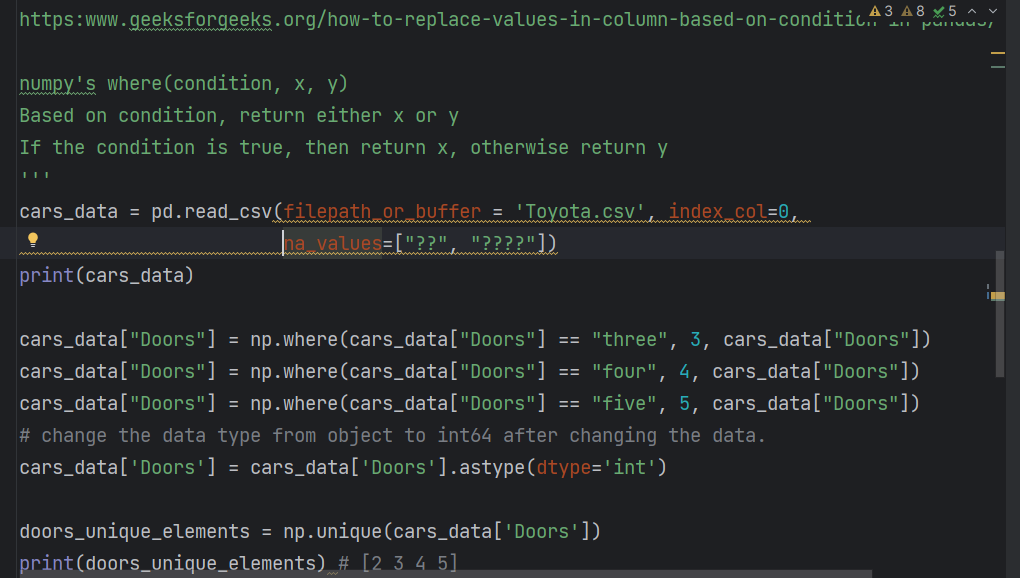 https:www.geeksforgeeks.org/how-to-replace-values-in-column-based-on-condition-in-pandas/
3 8 5
numpy's where(condition, x, y)
Based on condition, return either x or y
If the condition is true, then return x, otherwise return y
'''
cars_data = pd.read_csv(filepath_or_buffer = 'Toyota.csv', index_col=0,
na_values=["??", "????"])
print(cars_data)
cars_data["Doors"] = np.where(cars_data["Doors"] == "three", 3, cars_data["Doors"])
cars_data["Doors"] = np.where(cars_data["Doors"] == "four", 4, cars_data["Doors"])
cars_data["Doors"] = np.where(cars_data["Doors"] == "five", 5, cars_data["Doors"])
# change the data type from object to int64 after changing the data.
cars_data['Doors'] = cars_data['Doors'].astype(dtype='int')
doors_unique_elements = np.unique(cars_data['Doors'])
print(doors_unique_elements) # [2 3 4 5]